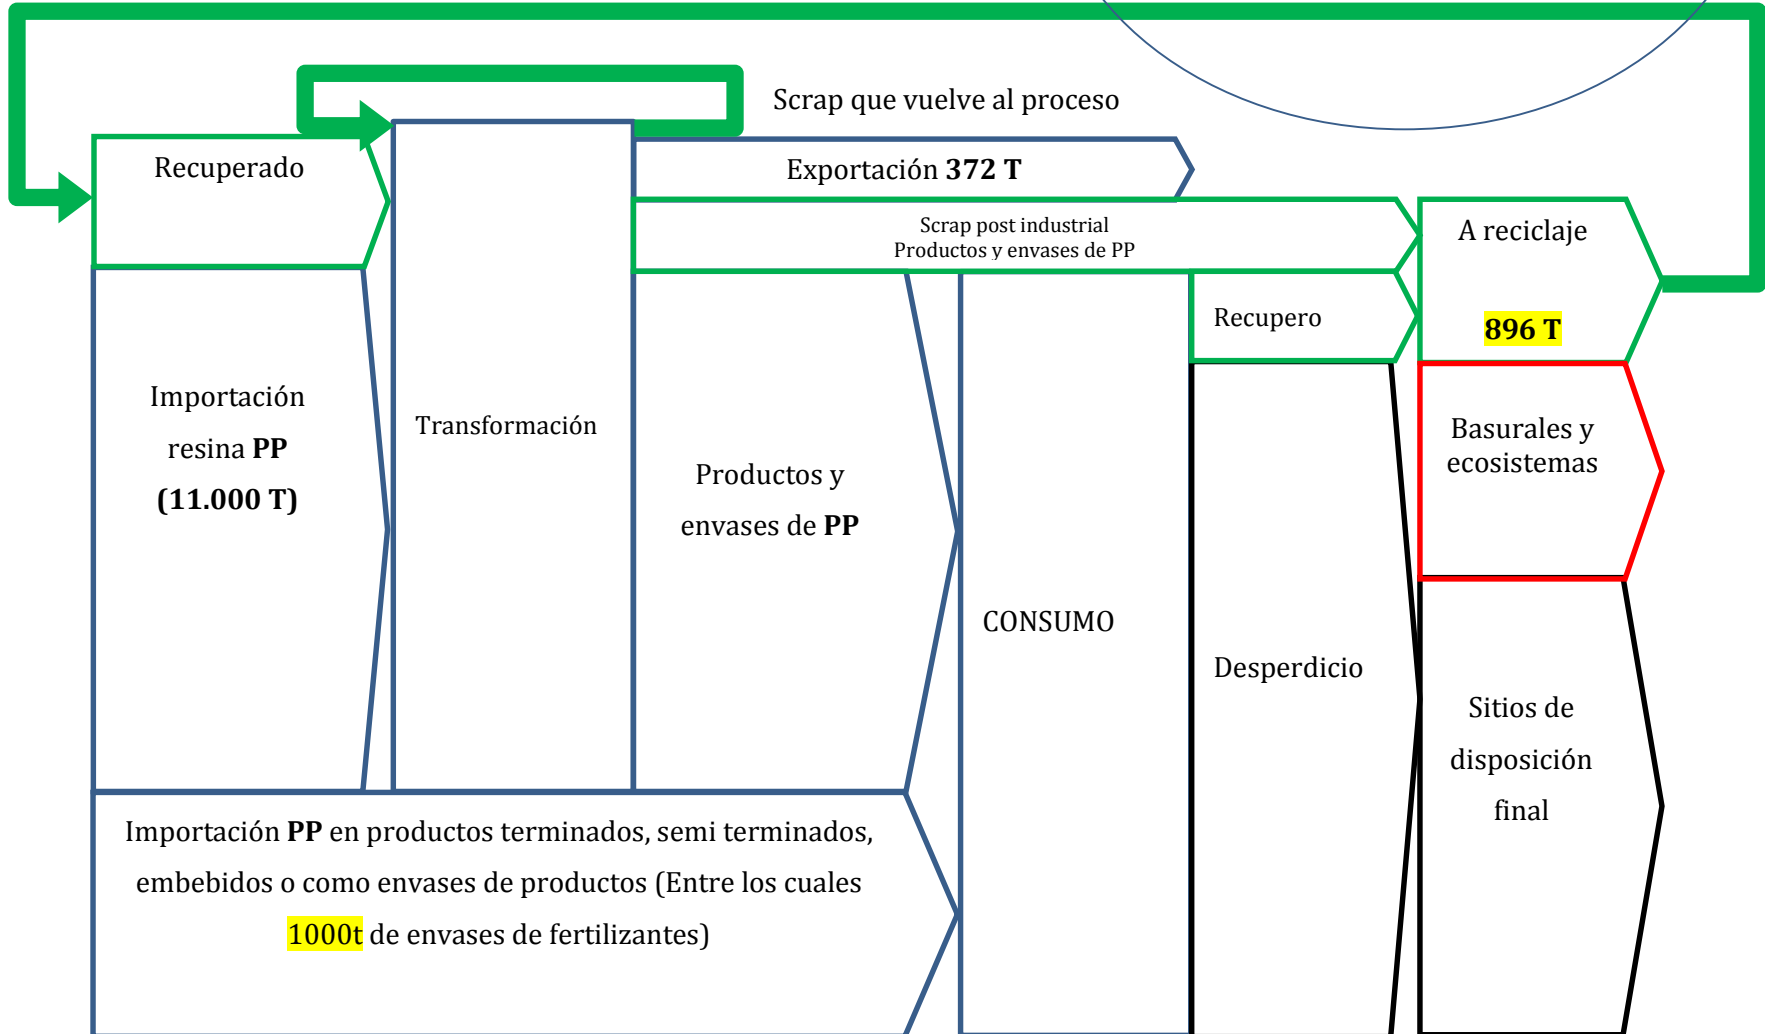 Scrap que vuelve al proceso
Recuperado
Exportación 372 T
Scrap post industrial
Productos y envases de PP
A reciclaje
896 T
Recupero
Importación
resina PP
(11.000 T)
Transformación
Productos y
envases de PP
CONSUMO
Desperdicio
Basurales y
ecosistemas
Sitios de
disposición
final
Importación PP en productos terminados, semi terminados,
embebidos o como envases de productos (Entre los cuales
1000t de envases de fertilizantes)